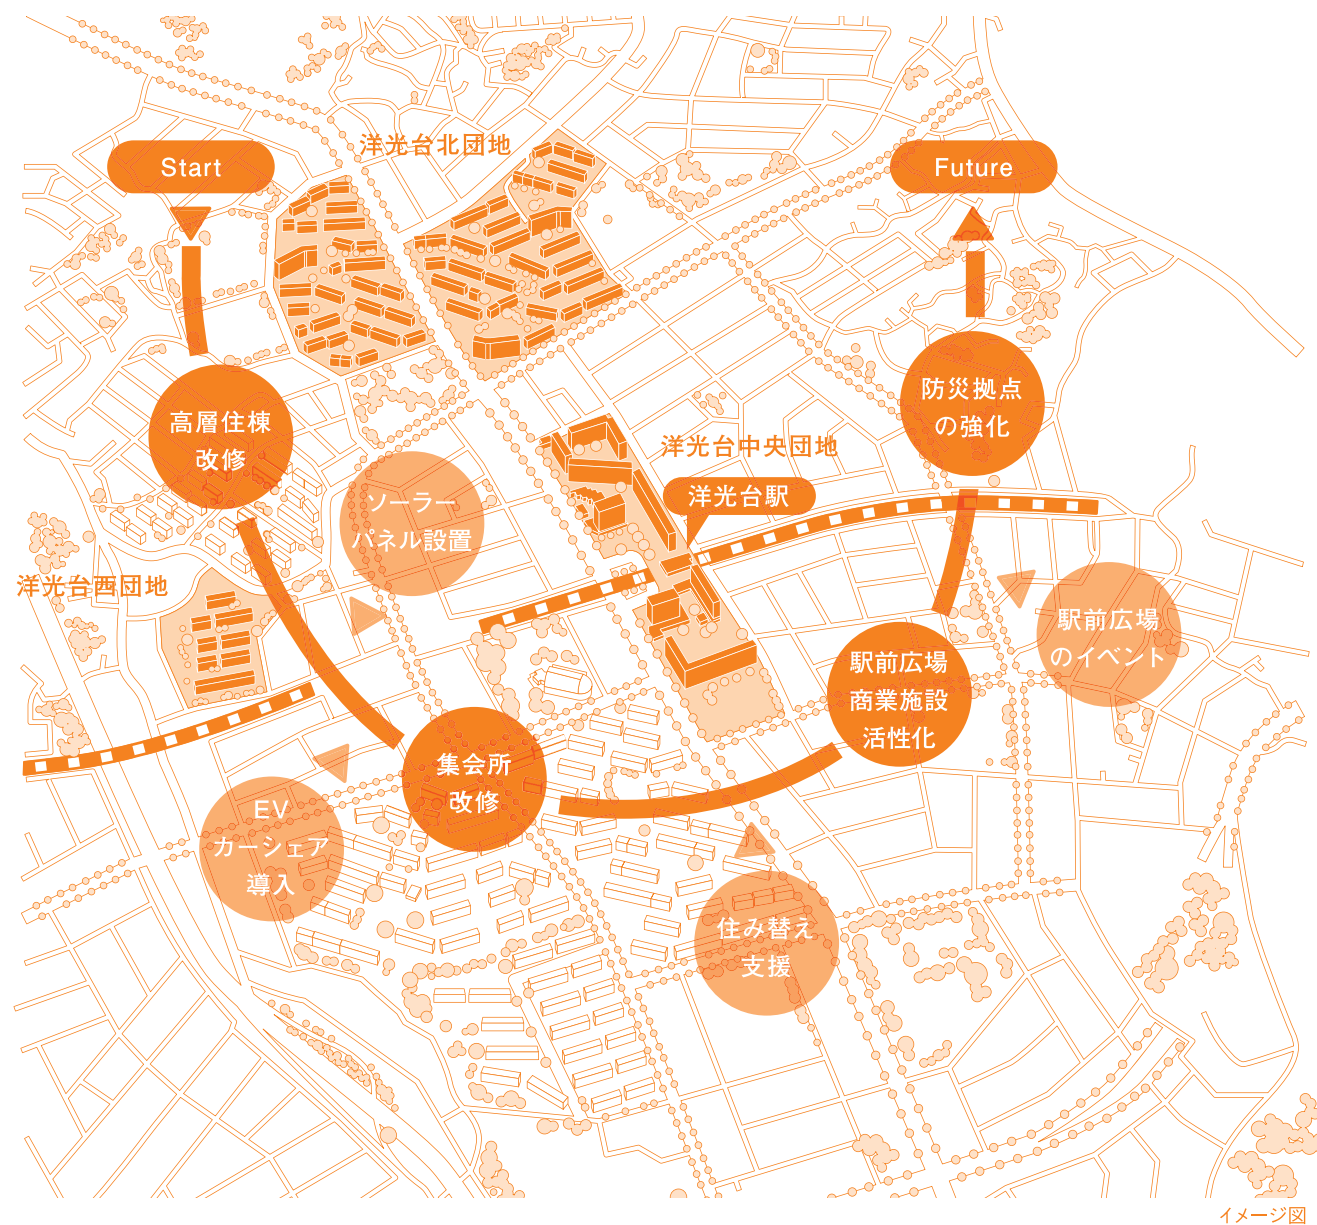 洋光台北団地
Start
Future
高層住棟
改修
防災拠点
の強化
洋光台中央団地
洋光台駅
ソーラー
パネル設置
洋光台西団地
駅前広場
のイベント
駅前広場
商業施設
活性化
集会所
改修
EV
カーシェア
導入
住み替え
支援
イメージ図